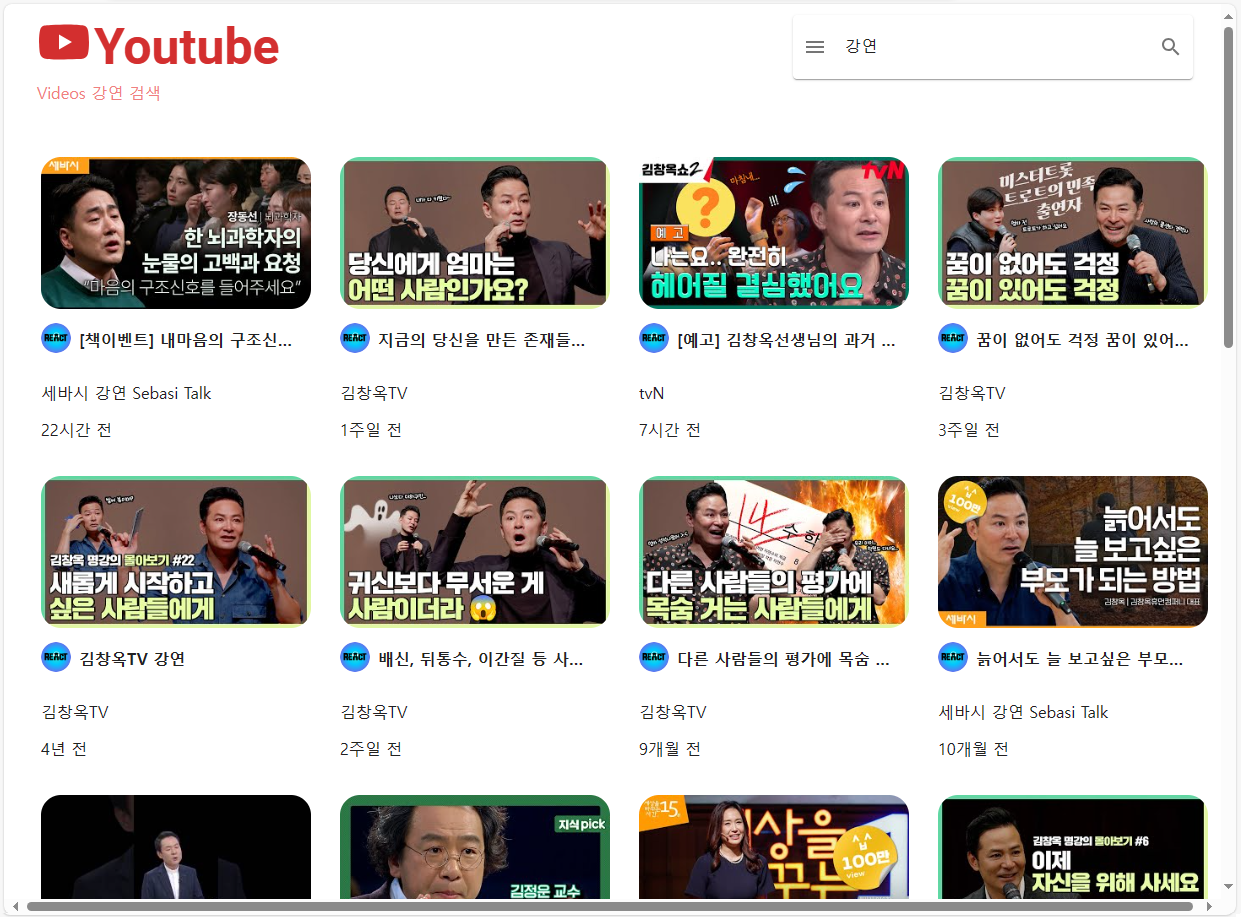 Youtube
강연
Videos 강연 검색
세바시
장동선 | 뇌과학자
한 뇌과학자의
눈물의 고백과 요청
"마음의 구조신호를 들어주세요"
당신에게 엄마는
어떤 사람인가요?
김창옥쇼2
tvN
마침내...
?
!!!
예고
나는요.. 완전히
헤어질 결심했어요
미스터트롯
트로트의 민족
출연자
꿈이 없어도 걱정
꿈이 있어도 걱정
REACT [책이벤트] 내마음의 구조신...
REACT 지금의 당신을 만든 존재들...
REACT [예고] 김창옥선생님의 과거 ...
REACT 꿈이 없어도 걱정 꿈이 있어...
세바시 강연 Sebasi Talk
김창옥TV
tvN
김창옥TV
22시간 전
1주일 전
7시간 전
3주일 전
김창옥 명강의 몰아보기 #22
새롭게 시작하고
싶은 사람들에게
귀신보다 무서운 게
사람이더라
14
수학
다른 사람들의 평가에
목숨 거는 사람들에게
100만
view
늙어서도
늘 보고싶은
부모가 되는 방법
김창옥 | 김창옥휴먼컴퍼니 대표
세바시
REACT 김창옥TV 강연
REACT 배신, 뒤통수, 이간질 등 사...
REACT 다른 사람들의 평가에 목숨 ...
REACT 늙어서도 늘 보고싶은 부모...
김창옥TV
김창옥TV
김창옥TV
세바시 강연 Sebasi Talk
4년 전
2주일 전
9개월 전
10개월 전
지식pick
김정운 교수
15
100만
view
김창옥 명강의 몰아보기 #6
이제
자신을 위해 사세요